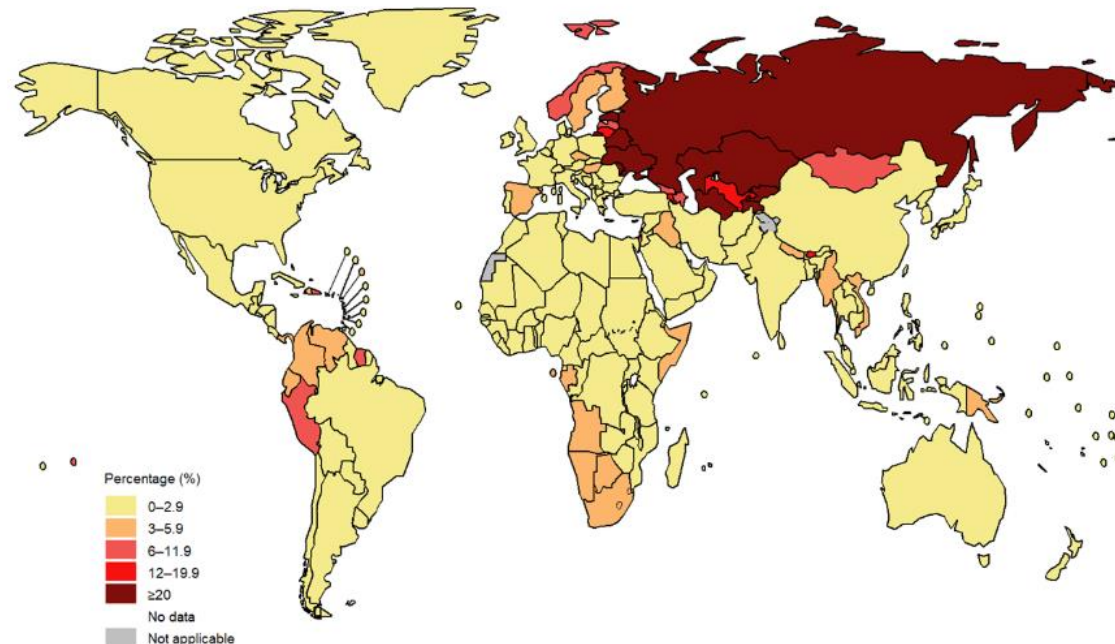 Percentage (%)
0–2.9
3–5.9
6–11.9
12–19.9
≥20
No data
Not applicable